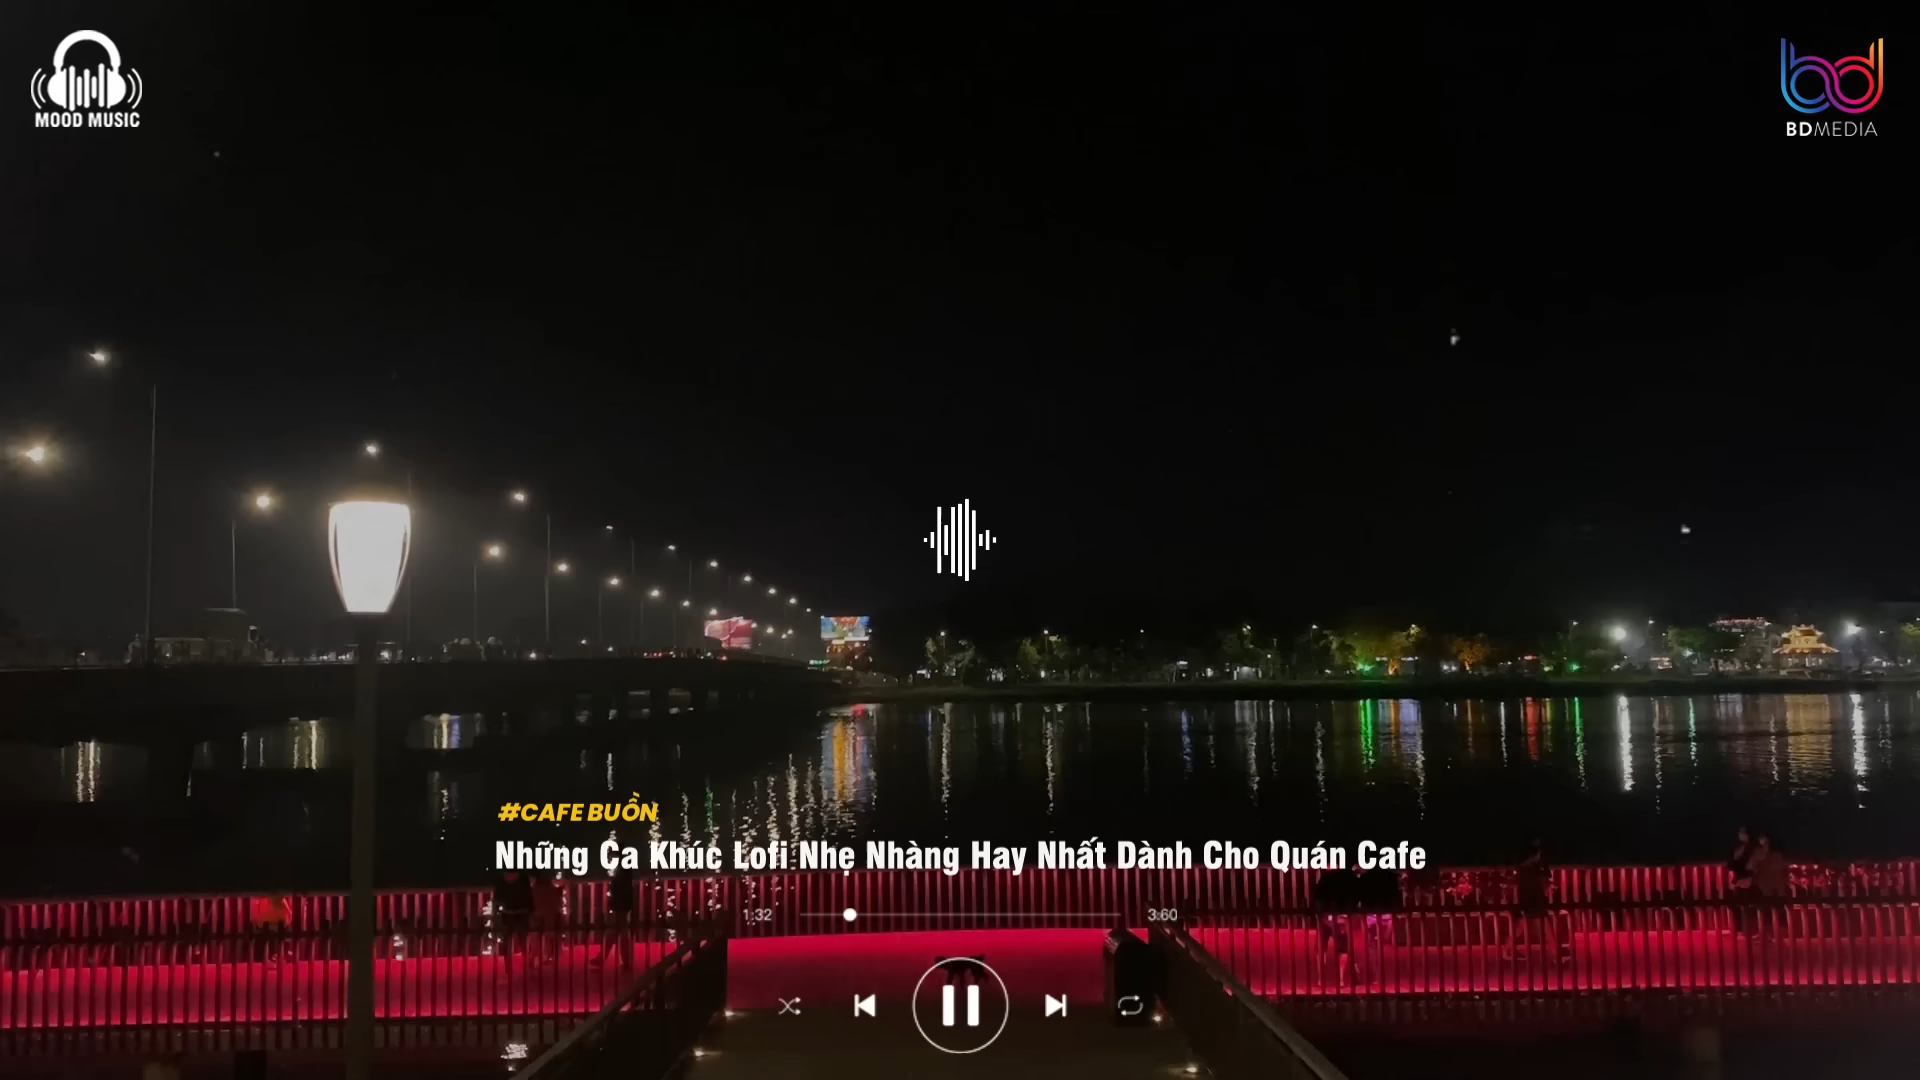 MOOD MUSIC
BDMEDIA
#CAFE BUỒN
Những Ca Khúc Lofi Nhẹ Nhàng Hay Nhất Dành Cho Quán Cafe
1:32
3:60